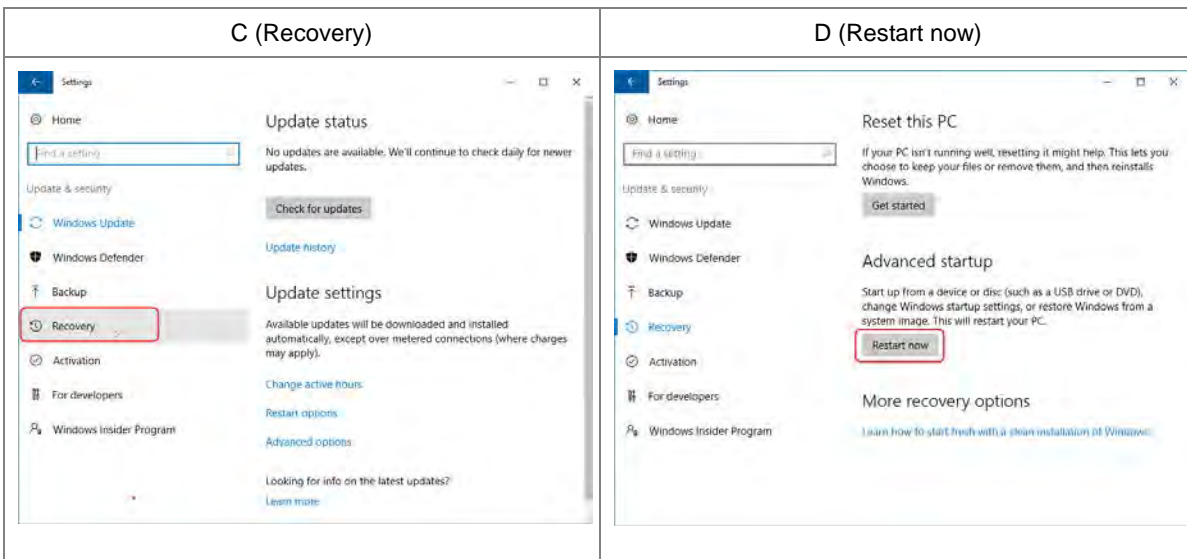 C (Recovery)
D (Restart now)
Settings
Home
Find a setting
Update & security
Windows Update
Windows Defender
Backup
Recovery
Activation
For developers
Windows Insider Program
Update status
No updates are available. We'll continue to check daily for newer
updates.
Check for updates
Update history
Update settings
Available updates will be downloaded and installed
automatically, except over metered connections (where charges
may apply).
Change active hours
Restart options
Advanced options
Looking for info on the latest updates?
Learn more
Settings
Home
Find a setting
Update & security
Windows Update
Windows Defender
Backup
Recovery
Activation
For developers
Windows Insider Program
Reset this PC
If your PC isn't running well, resetting it might help. This lets you
choose to keep your files or remove them, and then reinstalls
Windows.
Get started
Advanced startup
Start up from a device or disc (such as a USB drive or DVD),
change Windows startup settings, or restore Windows from a
system image. This will restart your PC.
Restart now
More recovery options
Learn how to start fresh with a clean installation of Windows